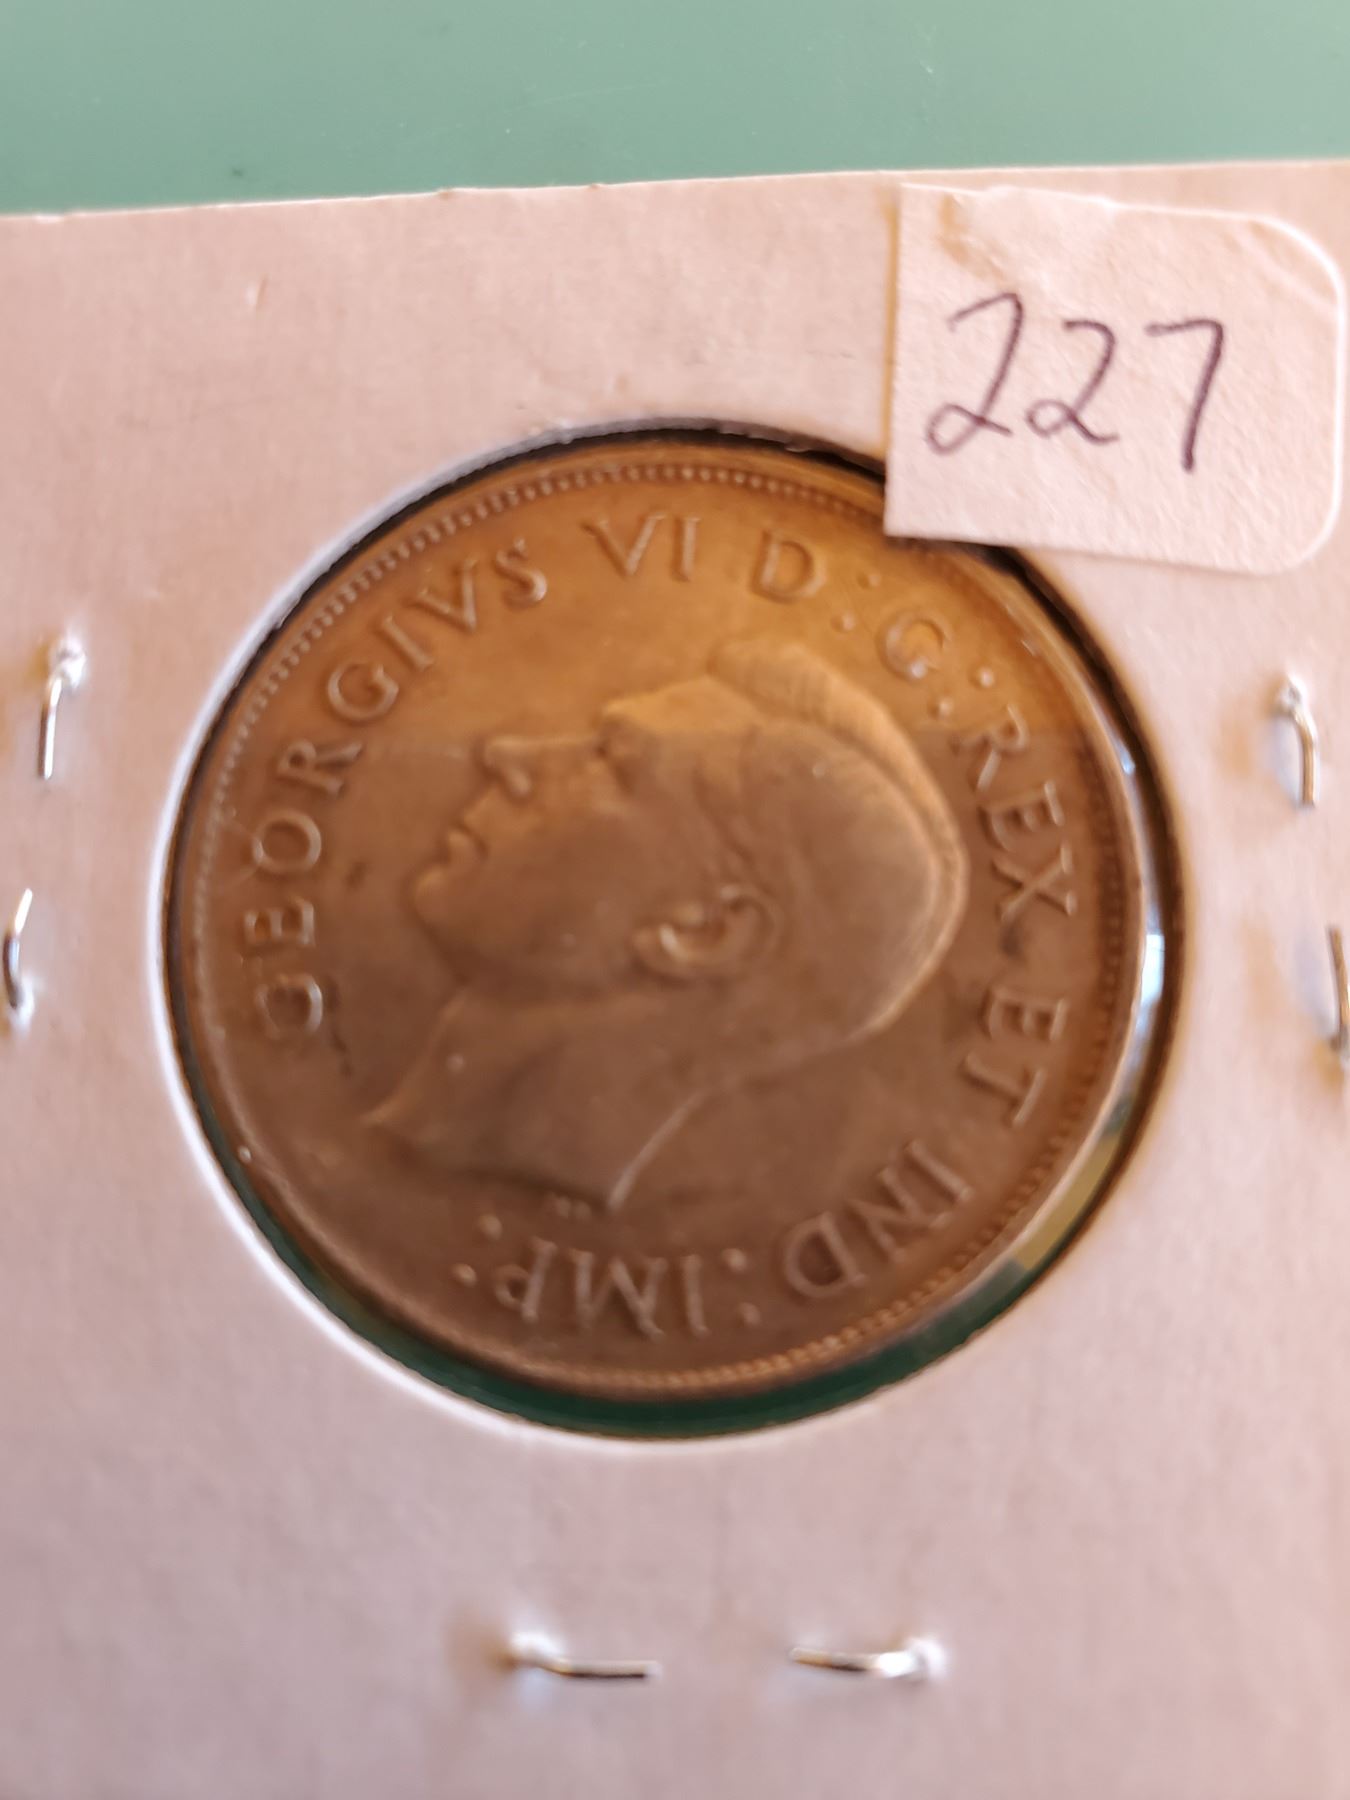 227
GEORGIVS VI D:G:REX ET IND:IMP: